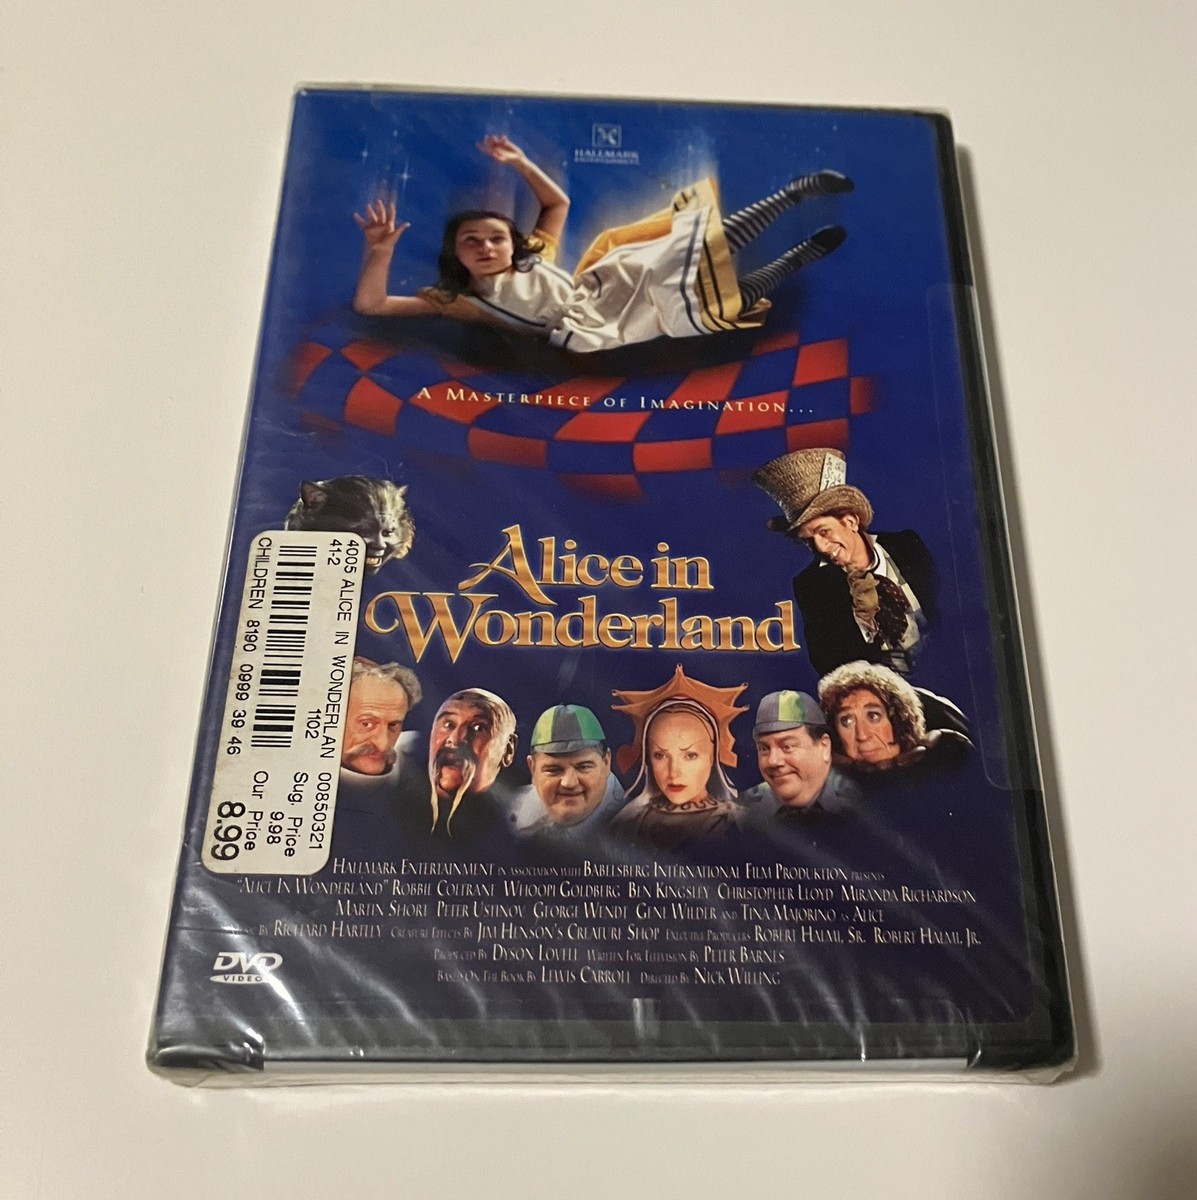 HALLMARK
ENTERTAINMENT
A MASTERPIECE OF IMAGINATION...
Alice in
Wonderland
4005 ALICE IN WONDERLAN 00850321
41-2 1102 Sug. Price
9.98
CHILDREN 8190 0999 39 46 Our Price
8.99
HALLMARK ENTERTAINMENT IN ASSOCIATION WITH BABELSBERG INTERNATIONAL FILM PRODUKTION PRESENTS
"ALICE IN WONDERLAND" ROBBIE COLTRANE WHOOPI GOLDBERG BEN KINGSLEY CHRISTOPHER LLOYD MIRANDA RICHARDSON
MARTIN SHORT PETER USTINOV GEORGE WENDT GENE WILDER AND TINA MAJORINO AS ALICE
BY RICHARD HARTLEY CREATURE EFFECTS BY JIM HENSON'S CREATURE SHOP EXECUTIVE PRODUCERS ROBERT HALMI, SR. ROBERT HALMI, JR.
PRODUCED BY DYSON LOVELL WRITTEN FOR TELEVISION BY PETER BARNES
BASED ON THE BOOK BY LEWIS CARROLL DIRECTED BY NICK WILLING
DVD
VIDEO